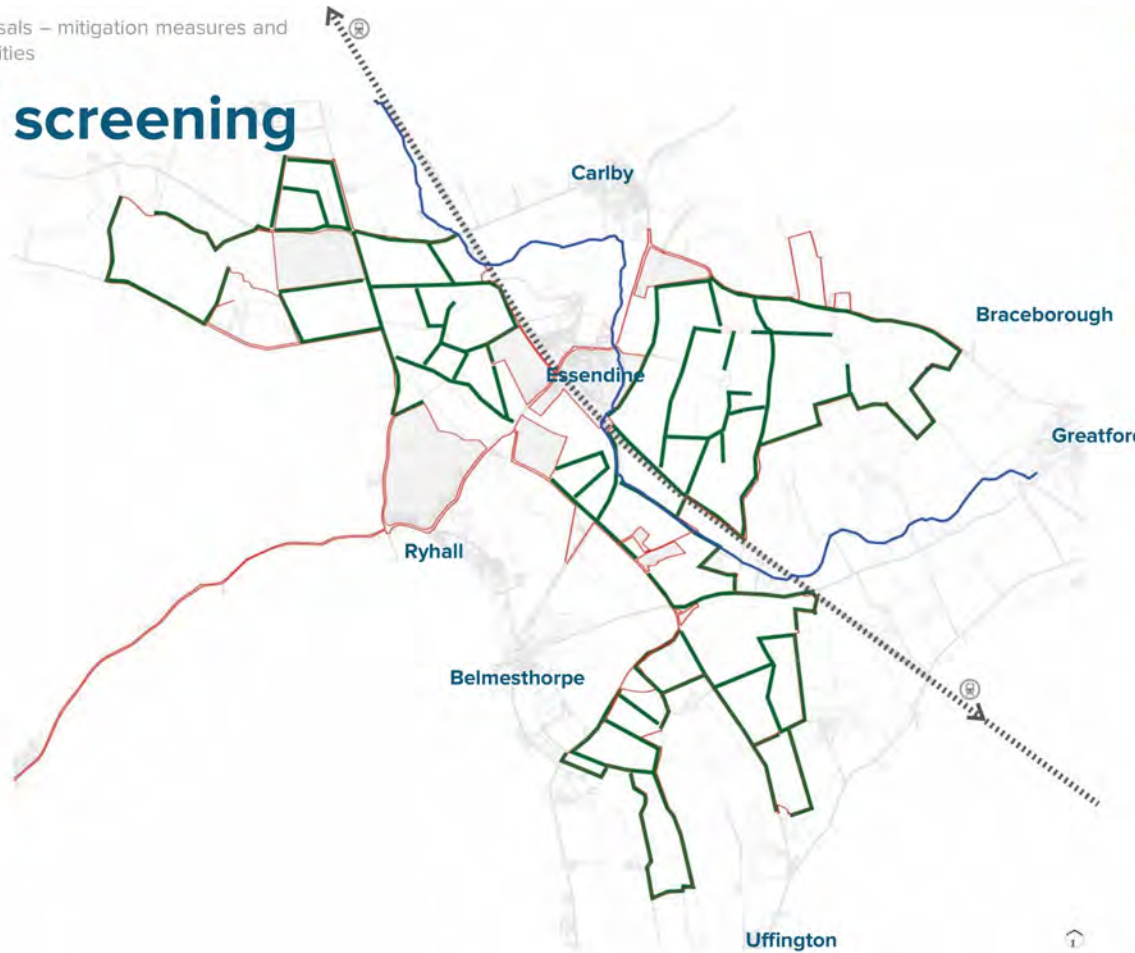 sals – mitigation measures and
ities
screening
Carlby
Braceborough
Essendine
Greatford
Ryhall
Belmesthorpe
Uffington